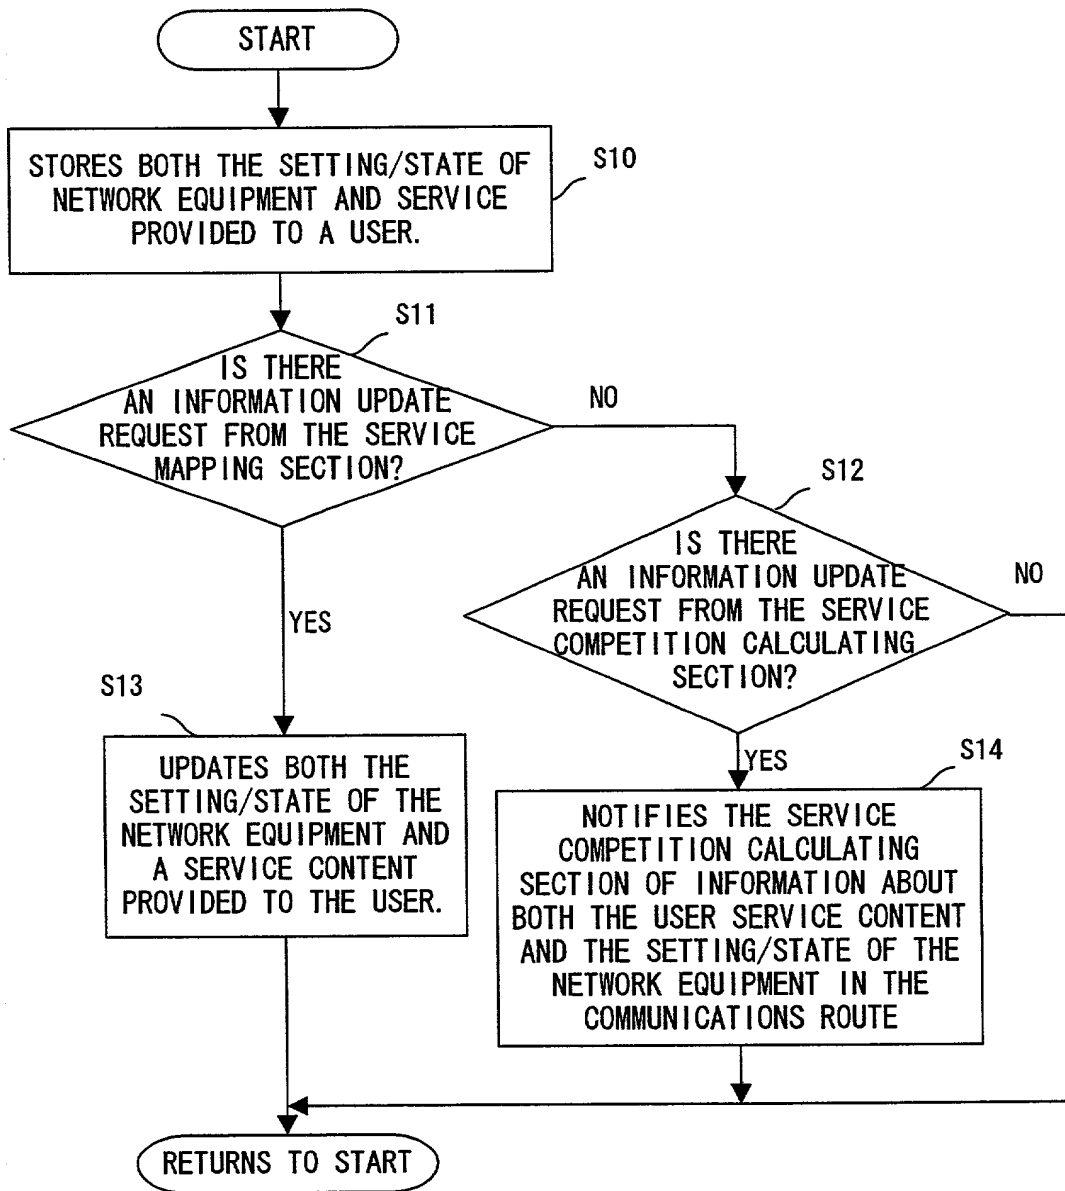 START
STORES BOTH THE SETTING/STATE OF
NETWORK EQUIPMENT AND SERVICE
PROVIDED TO A USER.
S10
S11
IS THERE
AN INFORMATION UPDATE
REQUEST FROM THE SERVICE
MAPPING SECTION?
NO
YES
S12
IS THERE
AN INFORMATION UPDATE
REQUEST FROM THE SERVICE
COMPETITION CALCULATING
SECTION?
NO
YES
S13
UPDATES BOTH THE
SETTING/STATE OF THE
NETWORK EQUIPMENT AND
A SERVICE CONTENT
PROVIDED TO THE USER.
S14
NOTIFIES THE SERVICE
COMPETITION CALCULATING
SECTION OF INFORMATION ABOUT
BOTH THE USER SERVICE CONTENT
AND THE SETTING/STATE OF THE
NETWORK EQUIPMENT IN THE
COMMUNICATIONS ROUTE
RETURNS TO START